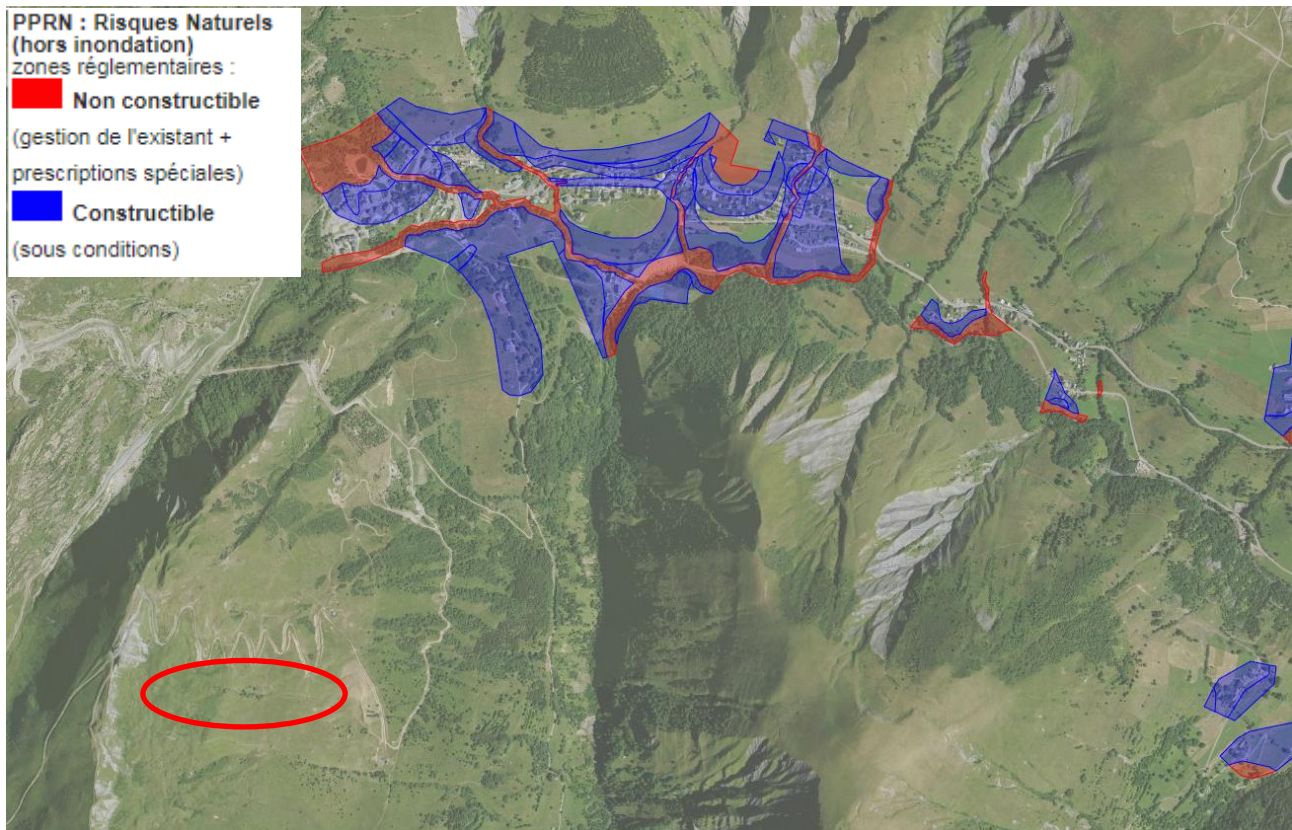 PPRN : Risques Naturels
(hors inondation)
zones réglementaires :
Non constructible
(gestion de l'existant +
prescriptions spéciales)
Constructible
(sous conditions)